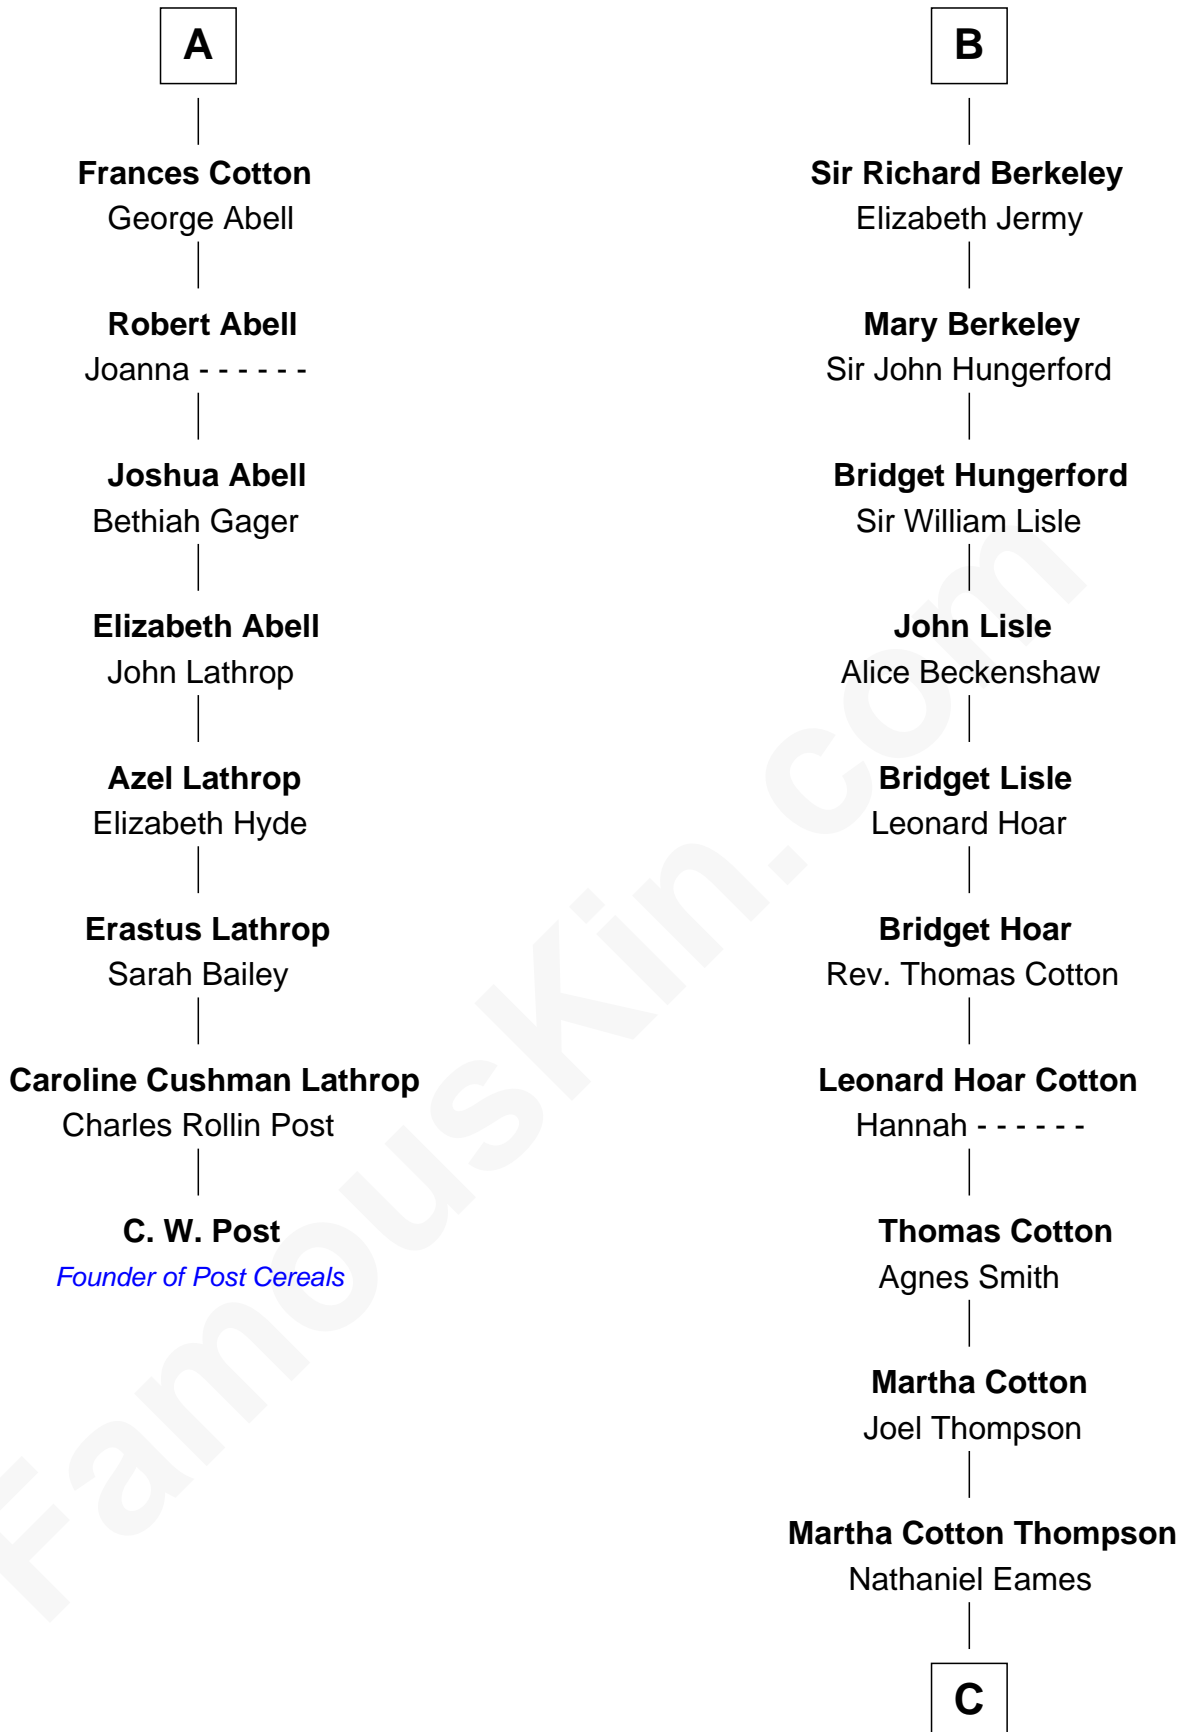 A
Frances Cotton
George Abell
Robert Abell
Joanna - - - - - -
Joshua Abell
Bethiah Gager
Elizabeth Abell
John Lathrop
Azel Lathrop
Elizabeth Hyde
Erastus Lathrop
Sarah Bailey
Caroline Cushman Lathrop
Charles Rollin Post
C. W. Post
Founder of Post Cereals
B
Sir Richard Berkeley
Elizabeth Jermy
Mary Berkeley
Sir John Hungerford
Bridget Hungerford
Sir William Lisle
John Lisle
Alice Beckenshaw
Bridget Lisle
Leonard Hoar
Bridget Hoar
Rev. Thomas Cotton
Leonard Hoar Cotton
Hannah - - - - - -
Thomas Cotton
Agnes Smith
Martha Cotton
Joel Thompson
Martha Cotton Thompson
Nathaniel Eames
C
FamousKin.com